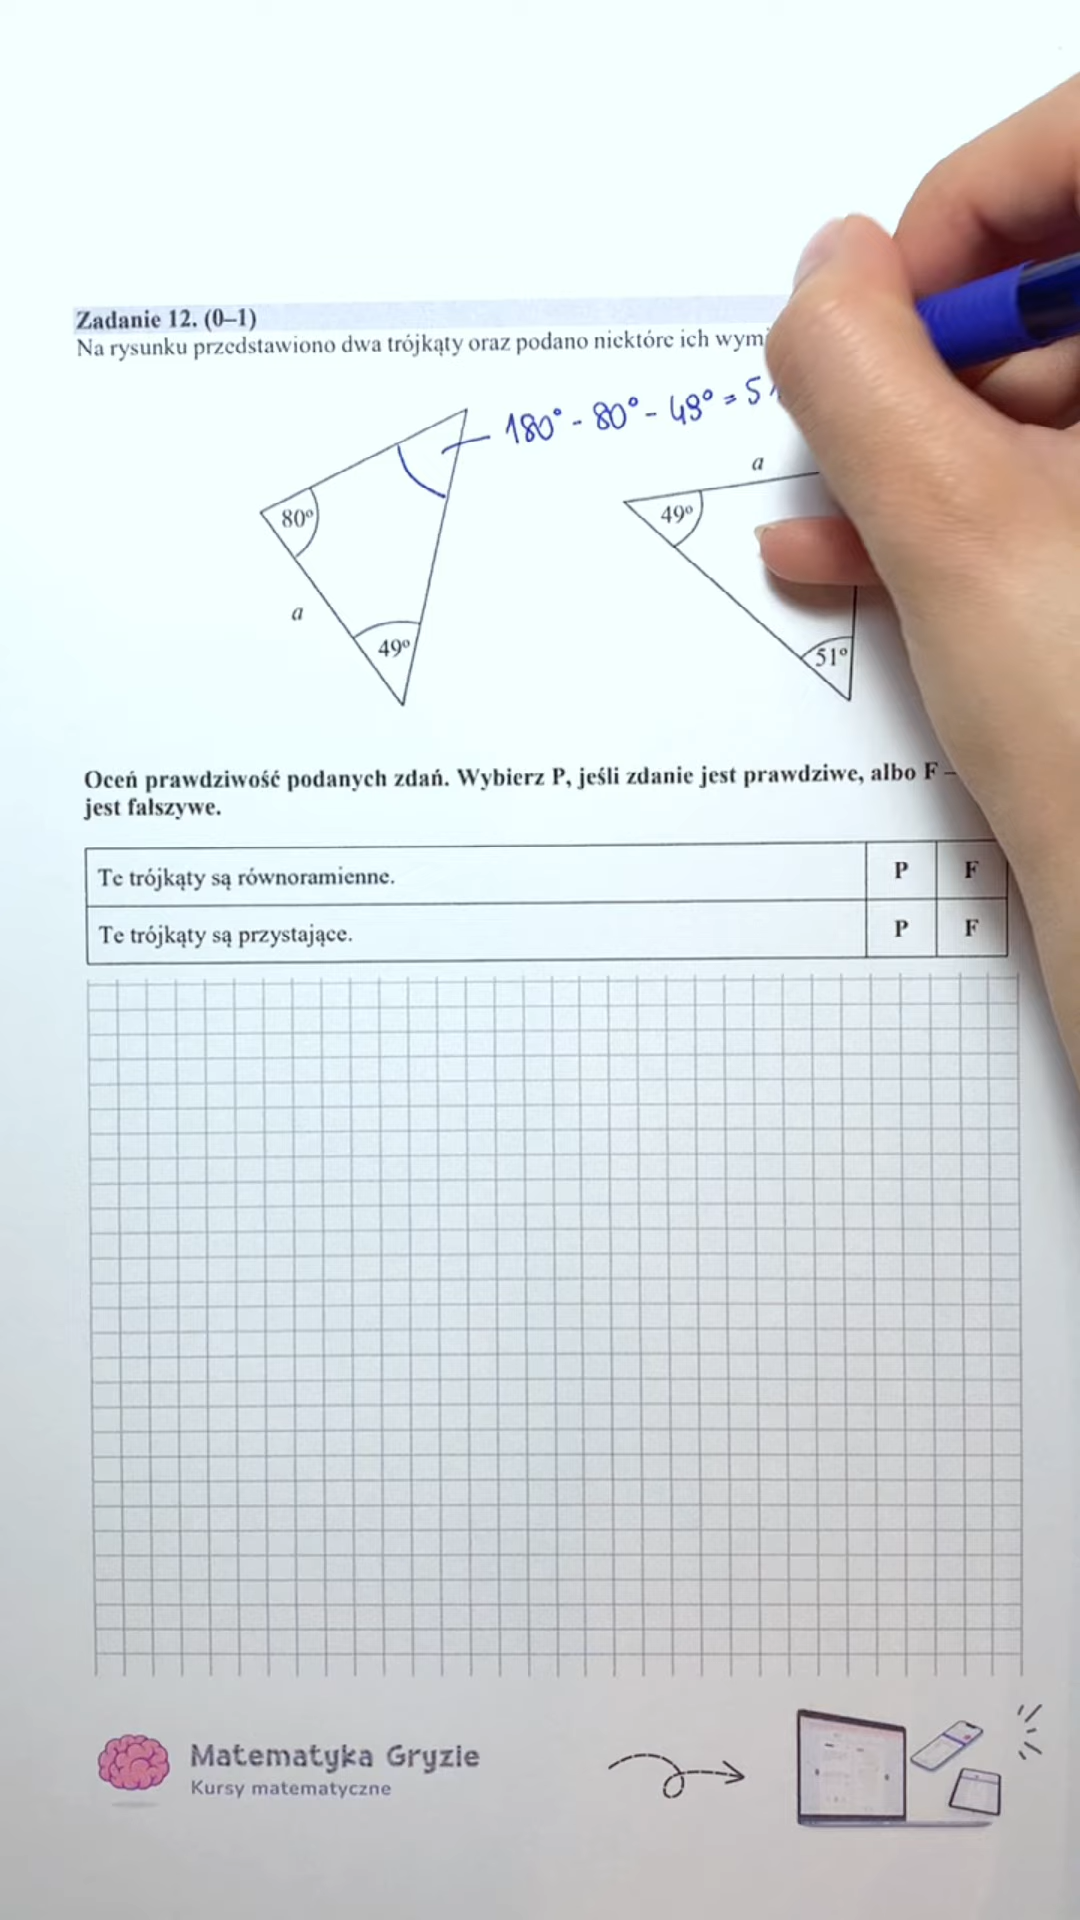 Zadanie 12. (0–1)
Na rysunku przedstawiono dwa trójkąty oraz podano niektóre ich
180° - 80° - 49° = 51
a
80°
49°
a
49°
51°
Oceń prawdziwość podanych zdań. Wybierz P, jeśli zdanie jest prawdziwe, albo F –
jest fałszywe.
Te trójkąty są równoramienne. P F
Te trójkąty są przystające. P F
Matematyka Gryzie
Kursy matematyczne